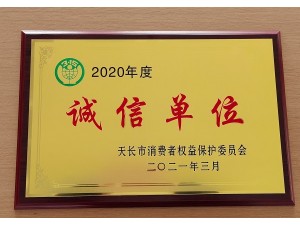 2020年度
诚信单位
天长市消费者权益保护委员会
二〇二一年三月